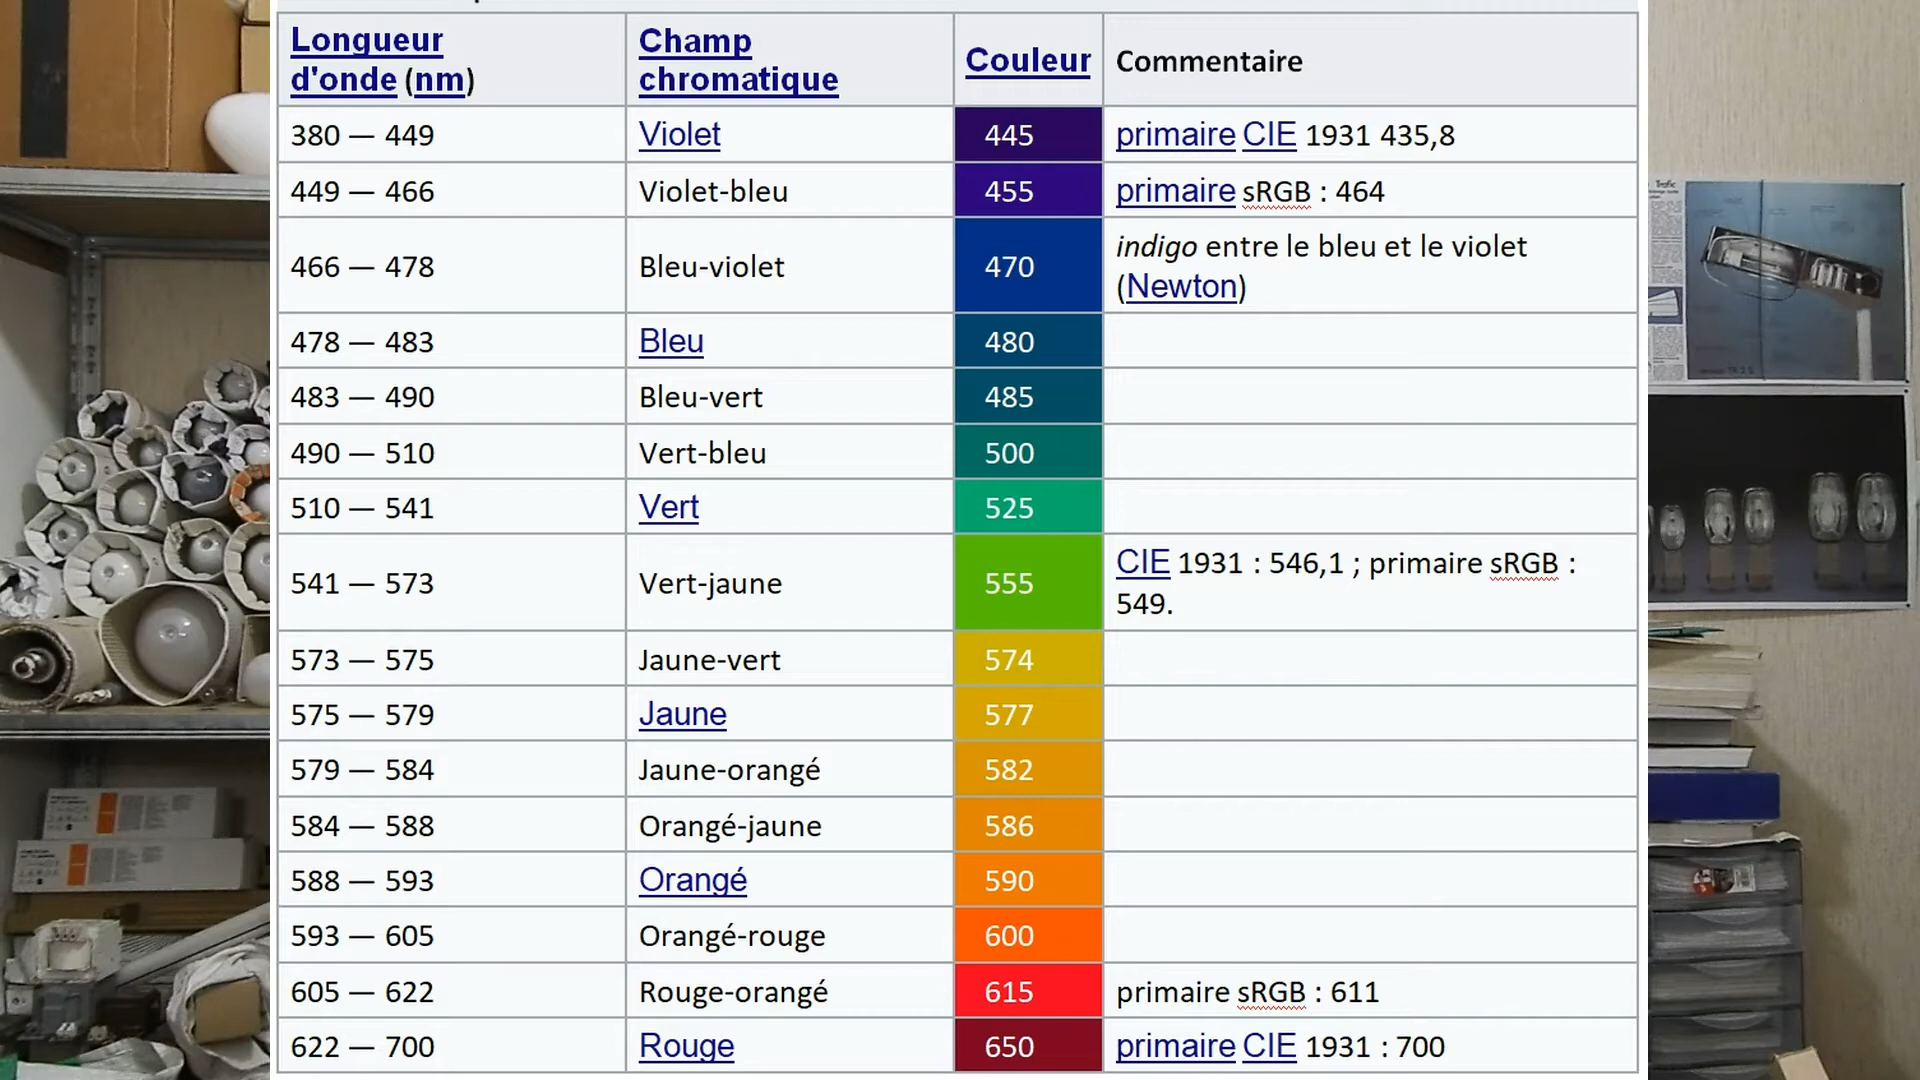 Longueur
d'onde (nm)
Champ
chromatique
Couleur
Commentaire
380 — 449
Violet
445
primaire CIE 1931 435,8
449 — 466
Violet-bleu
455
primaire sRGB : 464
466 — 478
Bleu-violet
470
indigo entre le bleu et le violet
(Newton)
478 — 483
Bleu
480
483 — 490
Bleu-vert
485
490 — 510
Vert-bleu
500
510 — 541
Vert
525
541 — 573
Vert-jaune
555
CIE 1931 : 546,1 ; primaire sRGB :
549.
573 — 575
Jaune-vert
574
575 — 579
Jaune
577
579 — 584
Jaune-orangé
582
584 — 588
Orangé-jaune
586
588 — 593
Orangé
590
593 — 605
Orangé-rouge
600
605 — 622
Rouge-orangé
615
primaire sRGB : 611
622 — 700
Rouge
650
primaire CIE 1931 : 700
Trafic